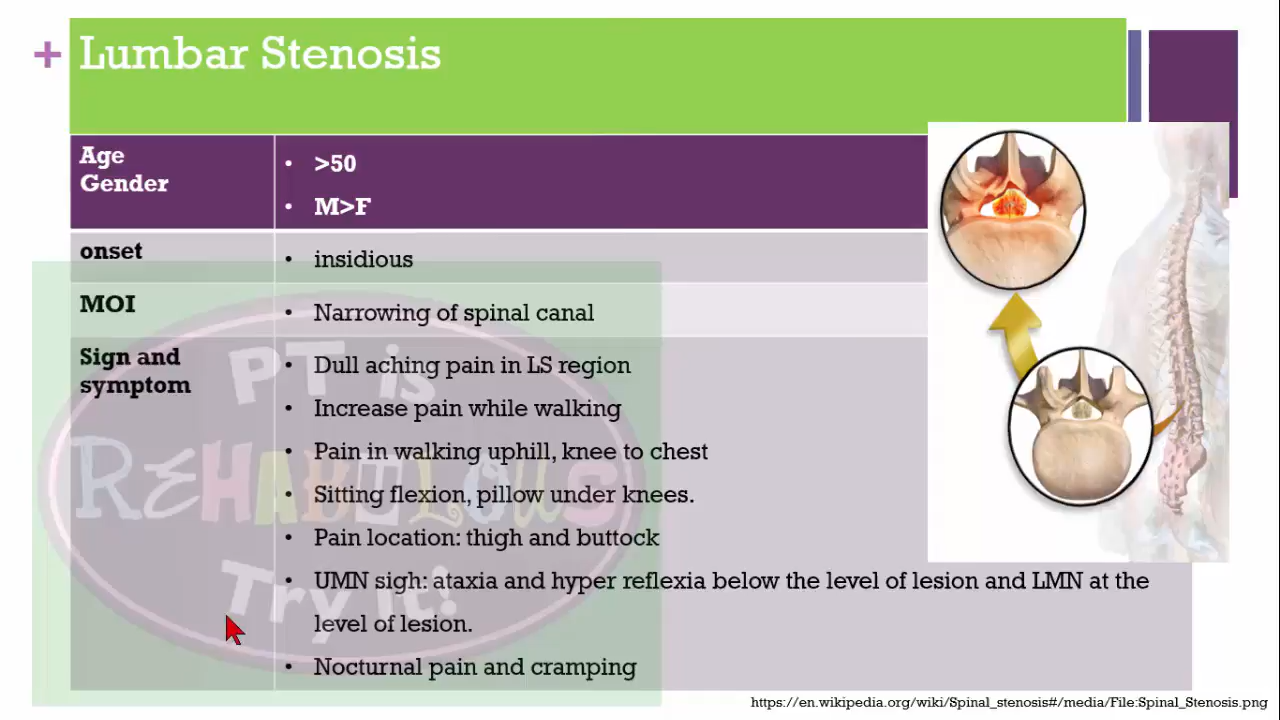 + Lumbar Stenosis
Age
Gender
• >50
• M>F
onset
• insidious
MOI
• Narrowing of spinal canal
Sign and
symptom
• Dull aching pain in LS region
• Increase pain while walking
• Pain in walking uphill, knee to chest
• Sitting flexion, pillow under knees.
• Pain location: thigh and buttock
• UMN sigh: ataxia and hyper reflexia below the level of lesion and LMN at the
level of lesion.
• Nocturnal pain and cramping
PT is
REHABILOUS
Try it!
https://en.wikipedia.org/wiki/Spinal_stenosis#/media/File:Spinal_Stenosis.png